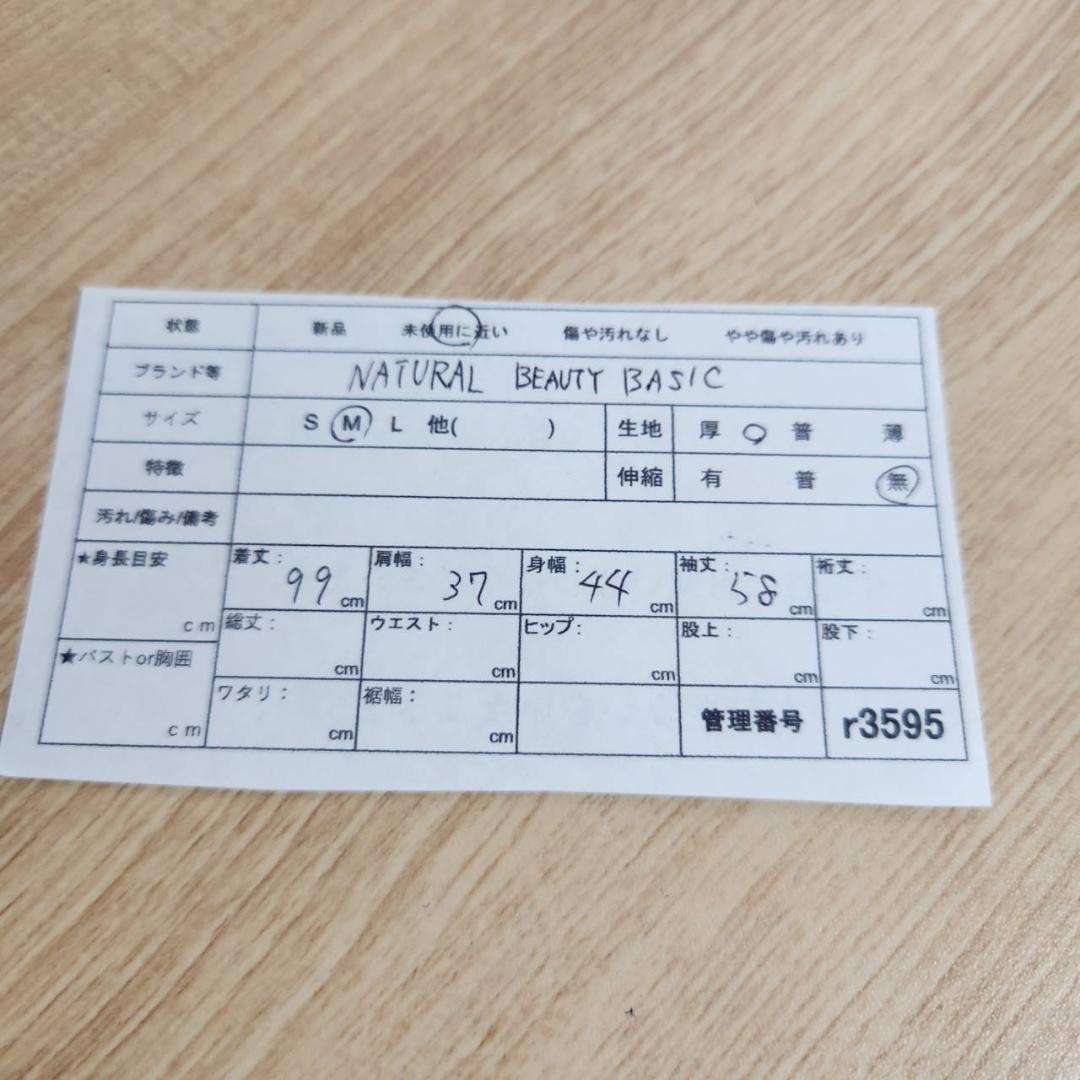 状態 新品 未使用に近い 傷や汚れなし やや傷や汚れあり
ブランド等 NATURAL BEAUTY BASIC
サイズ S M L 他( ) 生地 厚 普 薄
特徴 伸縮 有 普 無
汚れ/傷み/備考
★身長目安 cm 着丈: 99 cm 肩幅: 37 cm 身幅: 44 cm 袖丈: 58 cm 裄丈: cm
総丈: cm ウエスト: cm ヒップ: cm 股上: cm 股下: cm
★バストor胸囲 cm ワタリ: cm 裾幅: cm 管理番号 r3595